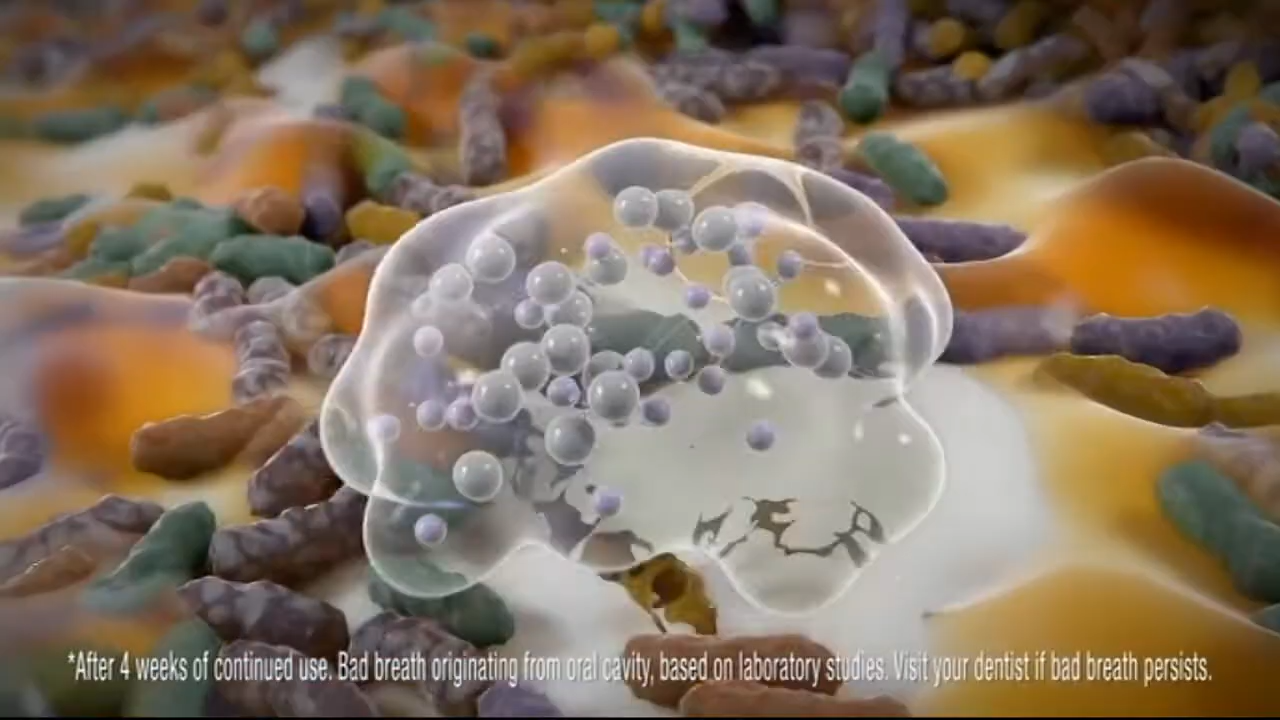 *After 4 weeks of continued use. Bad breath originating from oral cavity, based on laboratory studies. Visit your dentist if bad breath persists.